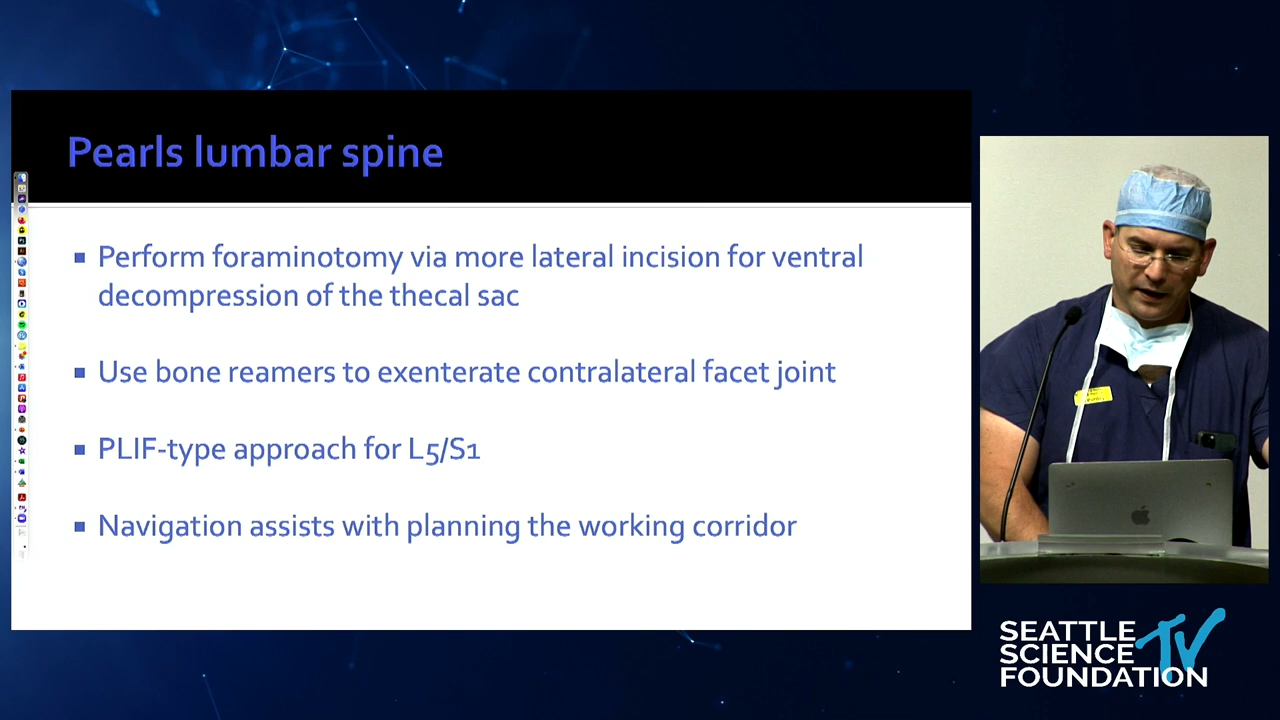 Pearls lumbar spine
Perform foraminotomy via more lateral incision for ventral
decompression of the thecal sac
Use bone reamers to exenterate contralateral facet joint
PLIF-type approach for L5/S1
Navigation assists with planning the working corridor
SEATTLE
SCIENCE
FOUNDATION
TV